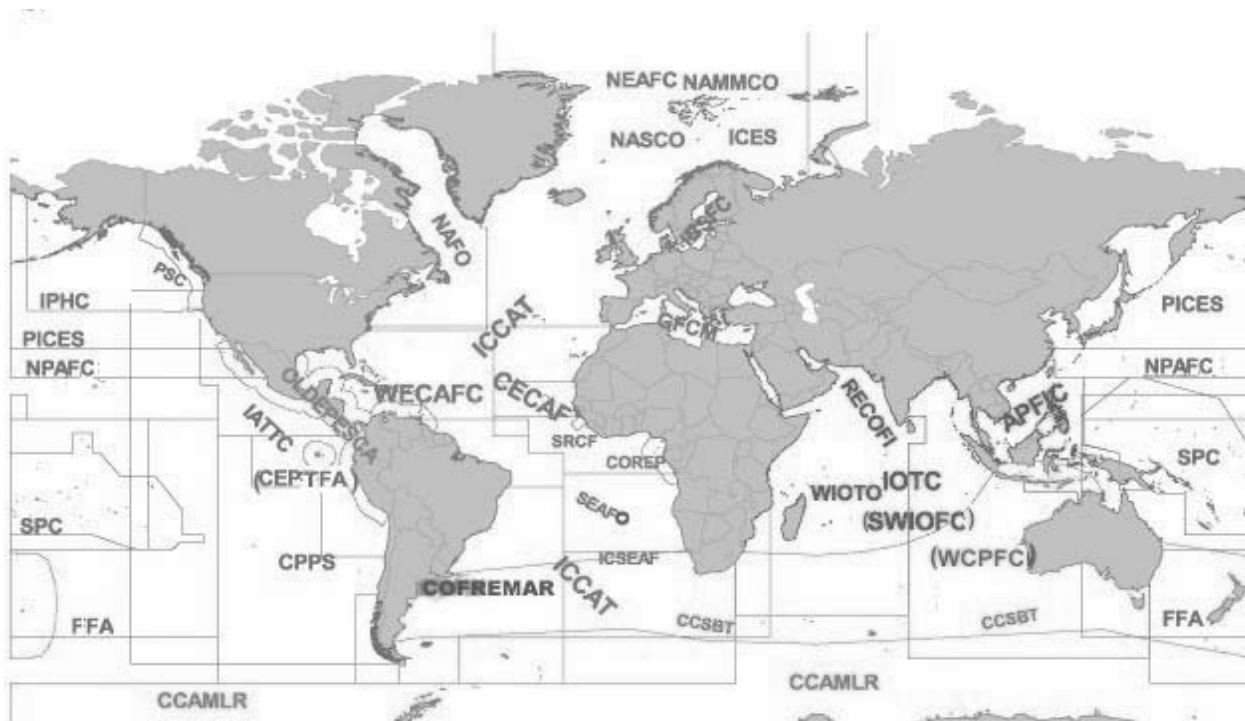 NEAFC NAMMCO
NASCO ICES
NAFO
IBSFC
PSC
IPHC
PICES
PICES
ICCAT
GFCM
NPAFC
NPAFC
OLDEPESCA
WECAFC
CECAF
RECOFI
APFIC
IATTC
SRCF
COREP
SPC
(CEPTFA)
WIOTO
IOTC
SEAFO
(SWIOFC)
SPC
CPPS
ICSEAF
(WCPFC)
COFREMAR
ICCAT
FFA
CCSBT
CCSBT
FFA
CCAMLR
CCAMLR